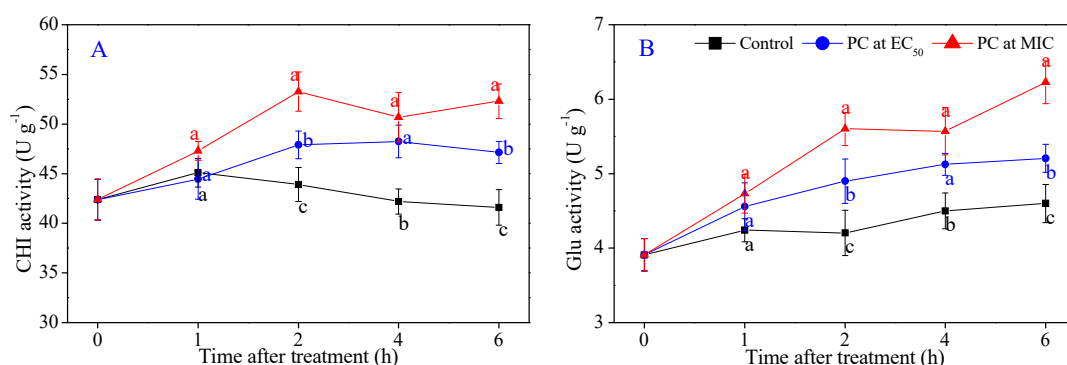 A
CHI activity (U g⁻¹)
60
55
50
45
40
35
30
a
a
a
a
b
a
b
a
a
c
b
c
0
1
2
4
6
Time after treatment (h)
B
Control
PC at EC₅₀
PC at MIC
Glu activity (U g⁻¹)
7
6
5
4
3
a
a
a
a
b
a
b
a
a
c
b
c
0
1
2
4
6
Time after treatment (h)